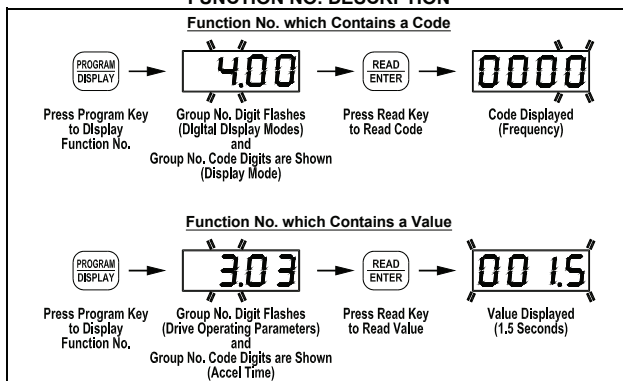 FUNCTION NO. DESCRIPTION
Function No. which Contains a Code
PROGRAM
DISPLAY
4.00
READ
ENTER
0000
Press Program Key
to Display
Function No.
Group No. Digit Flashes
(Digital Display Modes)
and
Group No. Code Digits are Shown
(Display Mode)
Press Read Key
to Read Code
Code Displayed
(Frequency)
Function No. which Contains a Value
PROGRAM
DISPLAY
3.03
READ
ENTER
001.5
Press Program Key
to Display
Function No.
Group No. Digit Flashes
(Drive Operating Parameters)
and
Group No. Code Digits are Shown
(Accel Time)
Press Read Key
to Read Value
Value Displayed
(1.5 Seconds)